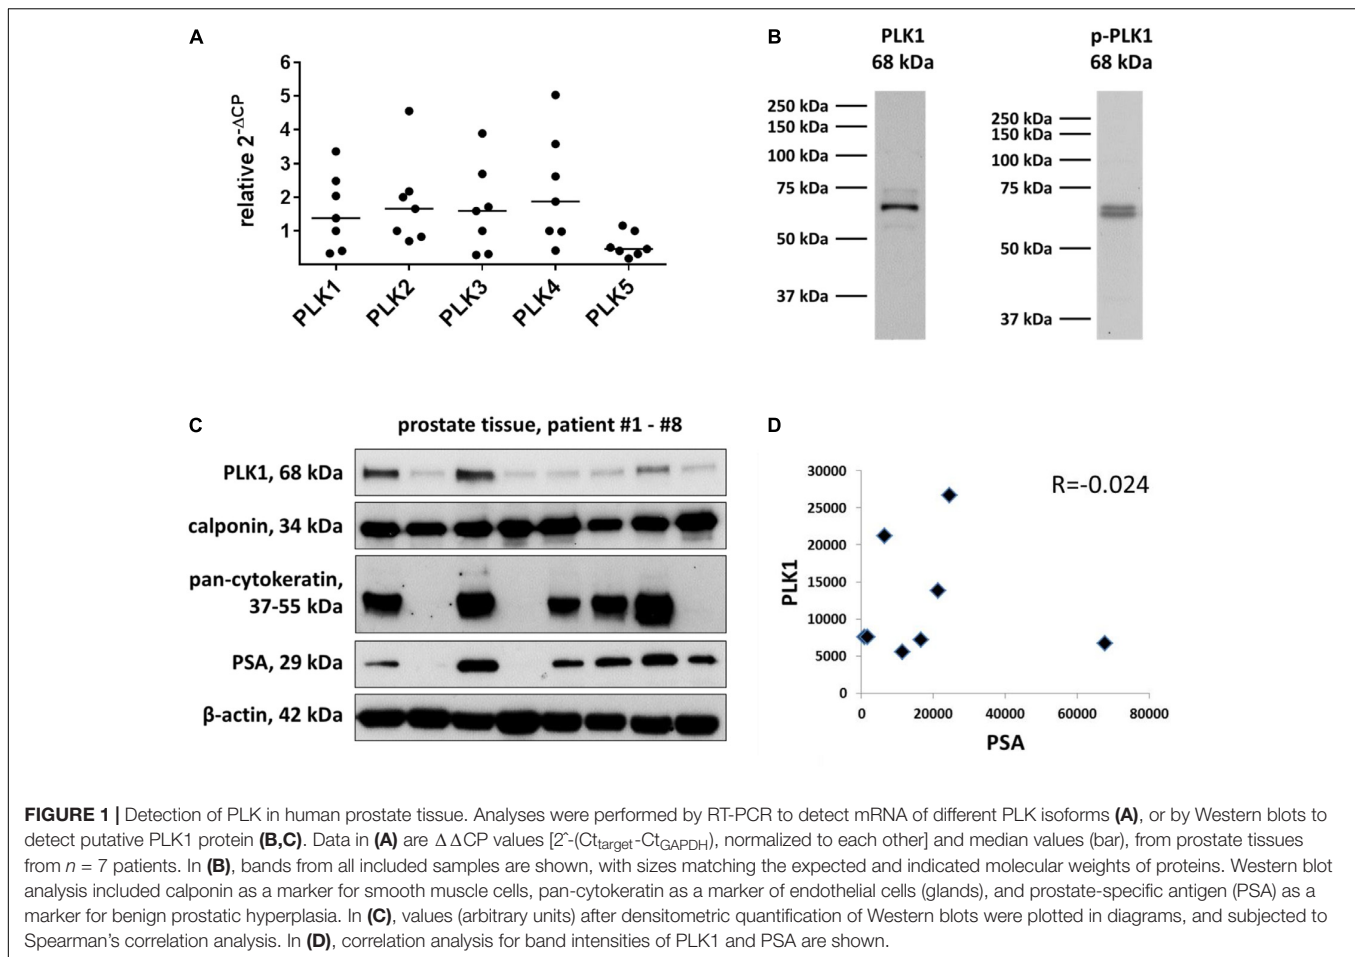 A
relative 2-ΔCP
6
5
4
3
2
1
PLK1
PLK2
PLK3
PLK4
PLK5
B
PLK1
68 kDa
250 kDa
150 kDa
100 kDa
75 kDa
50 kDa
37 kDa
p-PLK1
68 kDa
250 kDa
150 kDa
100 kDa
75 kDa
50 kDa
37 kDa
C
prostate tissue, patient #1 - #8
PLK1, 68 kDa
calponin, 34 kDa
pan-cytokeratin,
37-55 kDa
PSA, 29 kDa
β-actin, 42 kDa
D
R=-0.024
PLK1
30000
25000
20000
15000
10000
5000
0
0 20000 40000 60000 80000
PSA
FIGURE 1 | Detection of PLK in human prostate tissue. Analyses were performed by RT-PCR to detect mRNA of different PLK isoforms (A), or by Western blots to
detect putative PLK1 protein (B,C). Data in (A) are ΔΔCP values [2ˆ-(Cttarget-CtGAPDH), normalized to each other] and median values (bar), from prostate tissues
from n = 7 patients. In (B), bands from all included samples are shown, with sizes matching the expected and indicated molecular weights of proteins. Western blot
analysis included calponin as a marker for smooth muscle cells, pan-cytokeratin as a marker of endothelial cells (glands), and prostate-specific antigen (PSA) as a
marker for benign prostatic hyperplasia. In (C), values (arbitrary units) after densitometric quantification of Western blots were plotted in diagrams, and subjected to
Spearman's correlation analysis. In (D), correlation analysis for band intensities of PLK1 and PSA are shown.